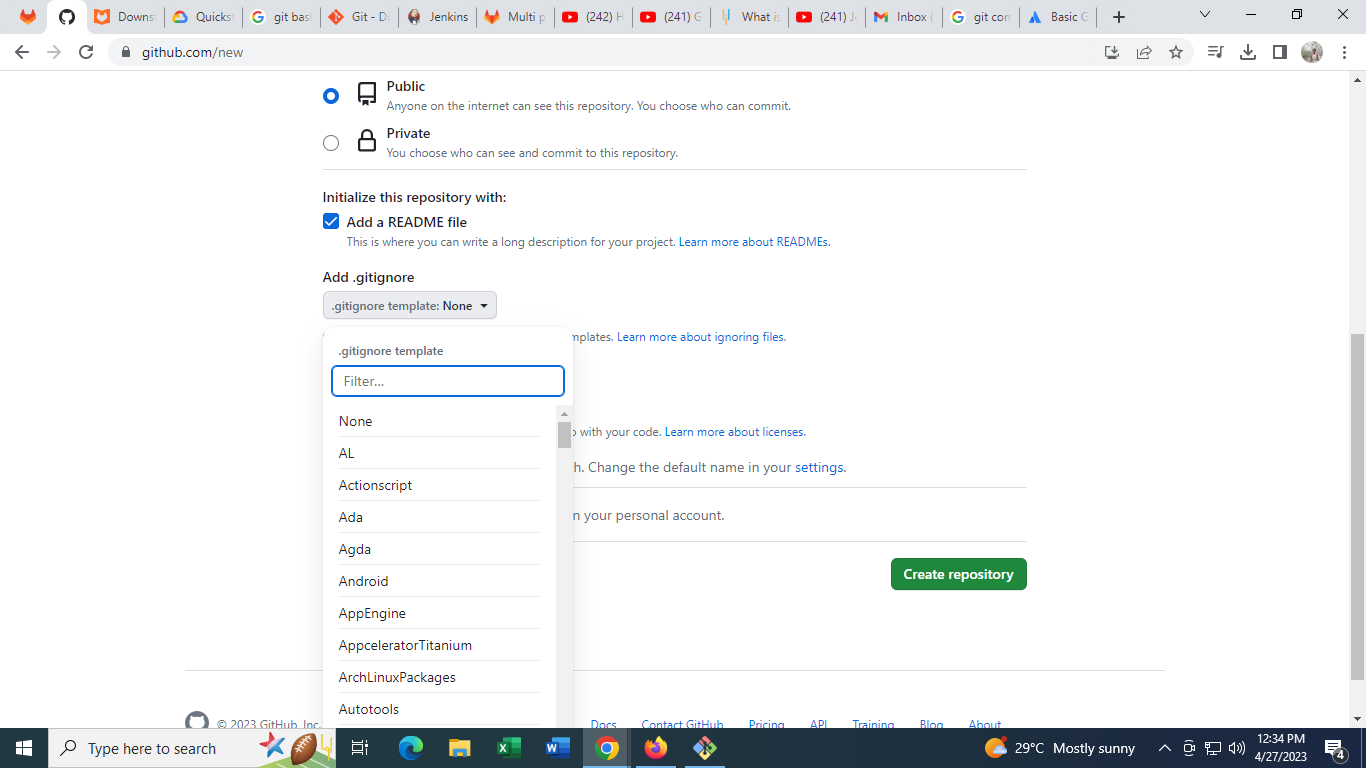 Downst
Quickst
git bas
Git - Do
Jenkins
Multi p
(242) H
(241) G
What is
(241) Je
Inbox (
git con
Basic G
github.com/new
Public
Anyone on the internet can see this repository. You choose who can commit.
Private
You choose who can see and commit to this repository.
Initialize this repository with:
Add a README file
This is where you can write a long description for your project. Learn more about READMEs.
Add .gitignore
.gitignore template: None
mplates. Learn more about ignoring files.
.gitignore template
Filter...
None
with your code. Learn more about licenses.
AL
h. Change the default name in your settings.
Actionscript
Ada
n your personal account.
Agda
Android
Create repository
AppEngine
AppceleratorTitanium
ArchLinuxPackages
Autotools
© 2023 GitHub, Inc.
Docs
Contact GitHub
Pricing
API
Training
Blog
About
Type here to search
29°C Mostly sunny
12:34 PM
4/27/2023
4